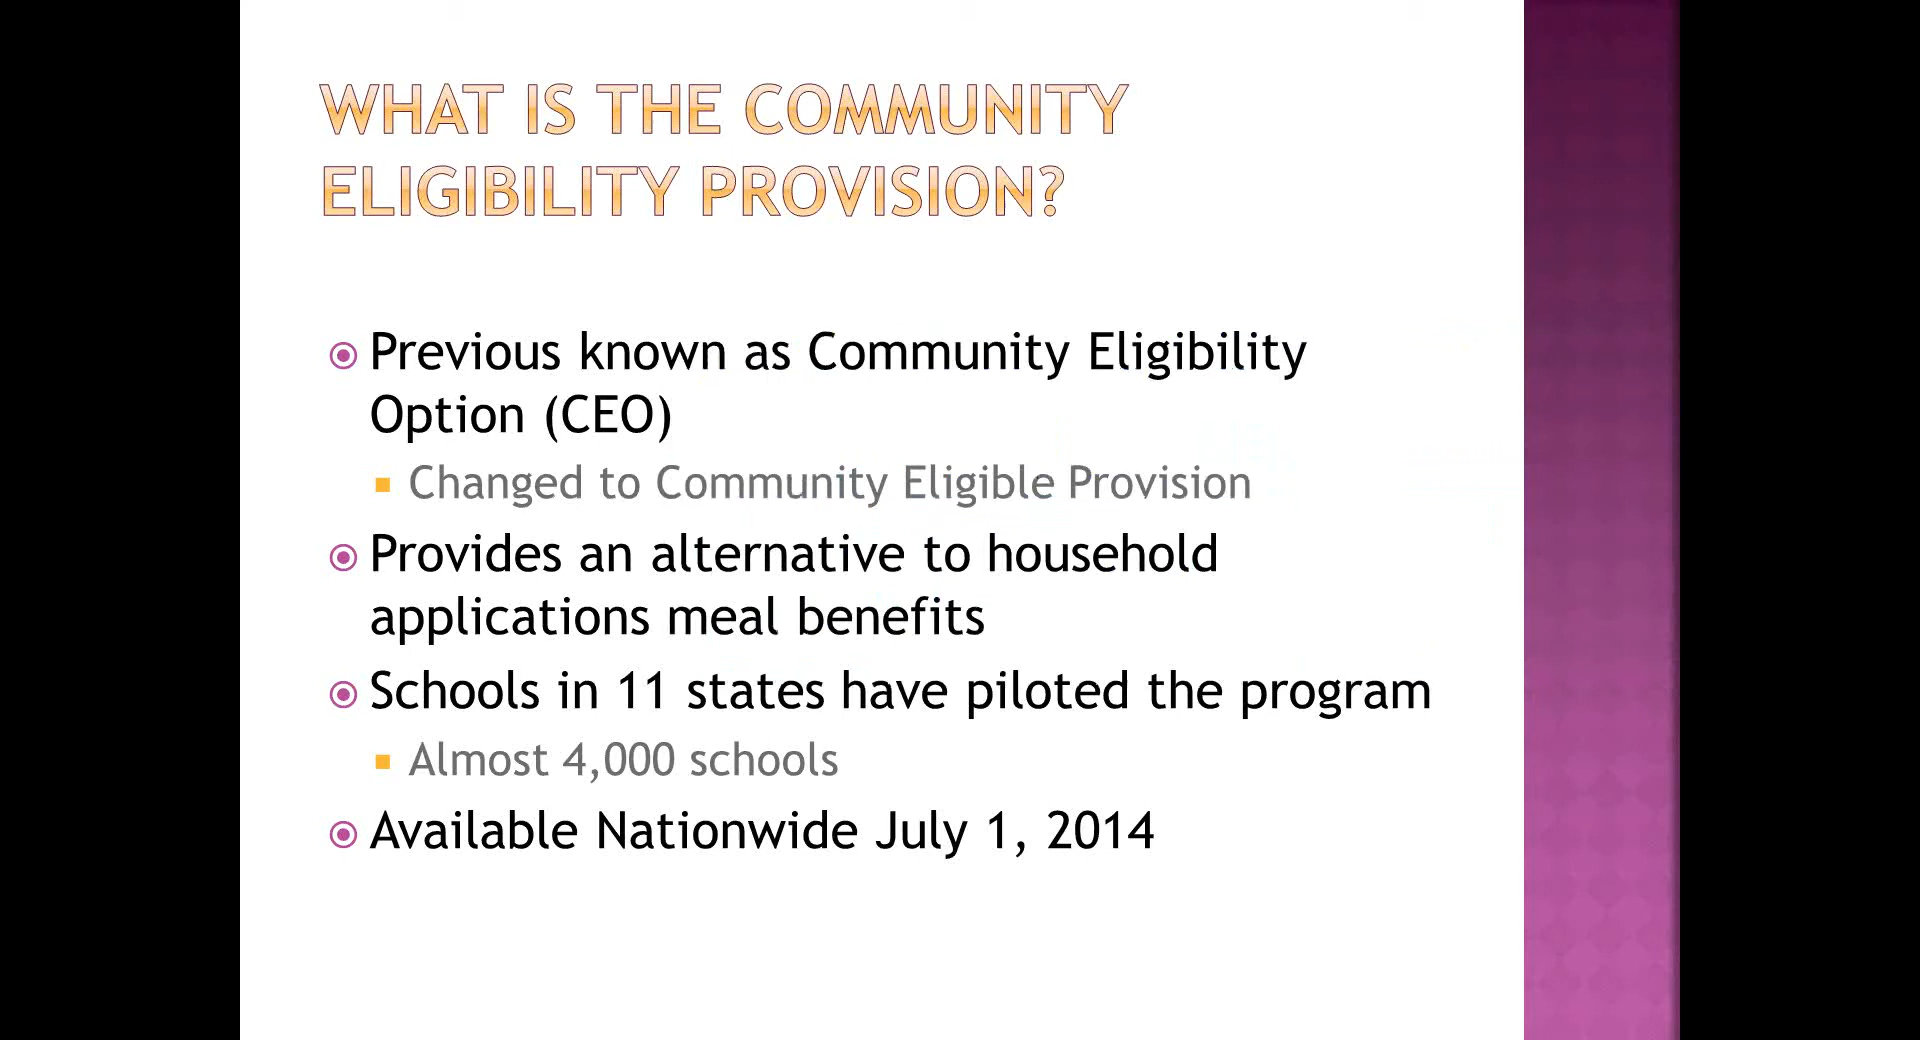 WHAT IS THE COMMUNITY
ELIGIBILITY PROVISION?
Previous known as Community Eligibility
Option (CEO)
Changed to Community Eligible Provision
Provides an alternative to household
applications meal benefits
Schools in 11 states have piloted the program
Almost 4,000 schools
Available Nationwide July 1, 2014